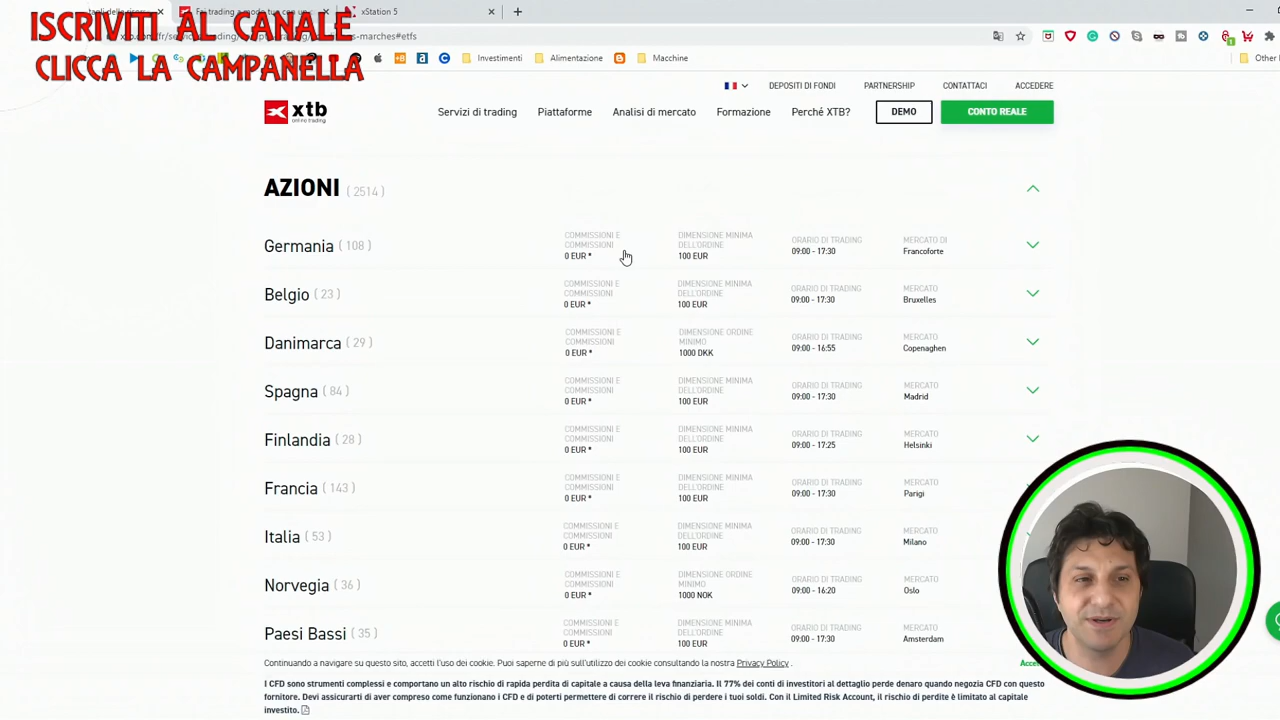 ISCRIVITI AL CANALE
CLICCA LA CAMPANELLA
xStation 5
Investimenti
Alimentazione
Macchine
DEPOSITI DI FONDI
PARTNERSHIP
CONTATTACI
ACCEDERE
xtb
online trading
Servizi di trading
Piattaforme
Analisi di mercato
Formazione
Perché XTB?
DEMO
CONTO REALE
AZIONI ( 2514 )
Germania ( 108 )
COMMISSIONI E COMMISSIONI
0 EUR *
DIMENSIONE MINIMA DELL'ORDINE
100 EUR
ORARIO DI TRADING
09:00 - 17:30
MERCATO DI
Francoforte
Belgio ( 23 )
COMMISSIONI E COMMISSIONI
0 EUR *
DIMENSIONE MINIMA DELL'ORDINE
100 EUR
ORARIO DI TRADING
09:00 - 17:30
MERCATO
Bruxelles
Danimarca ( 29 )
COMMISSIONI E COMMISSIONI
0 EUR *
DIMENSIONE ORDINE MINIMO
1000 DKK
ORARIO DI TRADING
09:00 - 16:55
MERCATO
Copenaghen
Spagna ( 84 )
COMMISSIONI E COMMISSIONI
0 EUR *
DIMENSIONE MINIMA DELL'ORDINE
100 EUR
ORARIO DI TRADING
09:00 - 17:30
MERCATO
Madrid
Finlandia ( 28 )
COMMISSIONI E COMMISSIONI
0 EUR *
DIMENSIONE MINIMA DELL'ORDINE
100 EUR
ORARIO DI TRADING
09:00 - 17:25
MERCATO
Helsinki
Francia ( 143 )
COMMISSIONI E COMMISSIONI
0 EUR *
DIMENSIONE MINIMA DELL'ORDINE
100 EUR
ORARIO DI TRADING
09:00 - 17:30
MERCATO
Parigi
Italia ( 53 )
COMMISSIONI E COMMISSIONI
0 EUR *
DIMENSIONE MINIMA DELL'ORDINE
100 EUR
ORARIO DI TRADING
09:00 - 17:30
MERCATO
Milano
Norvegia ( 36 )
COMMISSIONI E COMMISSIONI
0 EUR *
DIMENSIONE ORDINE MINIMO
1000 NOK
ORARIO DI TRADING
09:00 - 16:20
MERCATO
Oslo
Paesi Bassi ( 35 )
COMMISSIONI E COMMISSIONI
0 EUR *
DIMENSIONE MINIMA DELL'ORDINE
100 EUR
ORARIO DI TRADING
09:00 - 17:30
MERCATO
Amsterdam
Continuando a navigare su questo sito, accetti l'uso dei cookie. Puoi saperne di più sull'utilizzo dei cookie consultando la nostra Privacy Policy .
I CFD sono strumenti complessi e comportano un alto rischio di rapida perdita di capitale a causa della leva finanziaria. Il 77% dei conti di investitori al dettaglio perde denaro quando negozia CFD con questo
fornitore. Devi assicurarti di aver compreso come funzionano i CFD e di poterti permettere di correre il rischio di perdere i tuoi soldi. Con il Limited Risk Account, il rischio di perdite è limitato al capitale
investito.